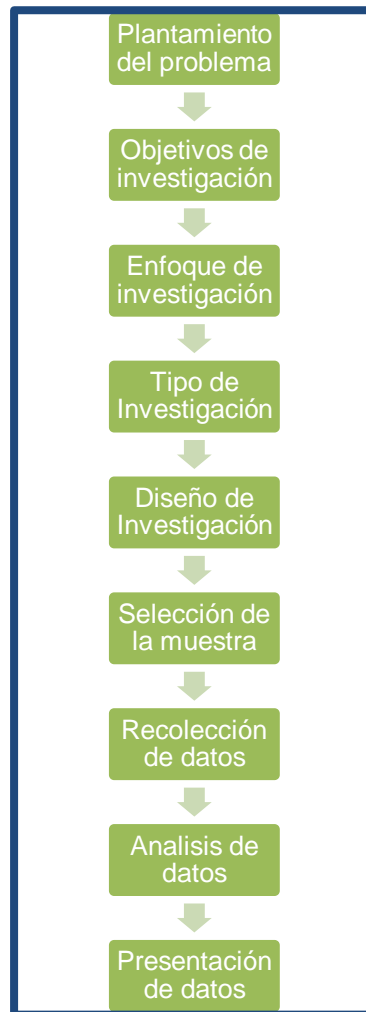 Plantamiento
del problema
Objetivos de
investigación
Enfoque de
investigación
Tipo de
Investigación
Diseño de
Investigación
Selección de
la muestra
Recolección
de datos
Analisis de
datos
Presentación
de datos